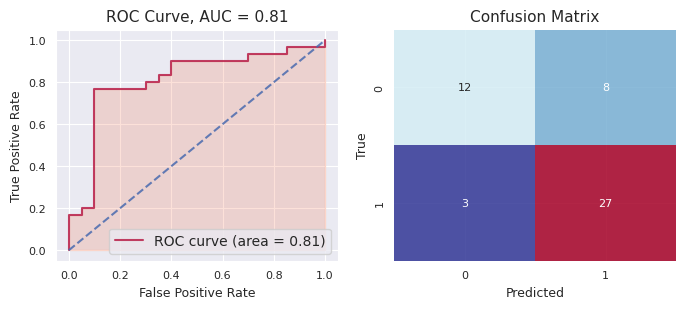 ROC Curve, AUC = 0.81
1.0
0.8
0.6
0.4
0.2
0.0
True Positive Rate
0.0 0.2 0.4 0.6 0.8 1.0
False Positive Rate
ROC curve (area = 0.81)
Confusion Matrix
True
0
12 8
1
3 27
0 1
Predicted